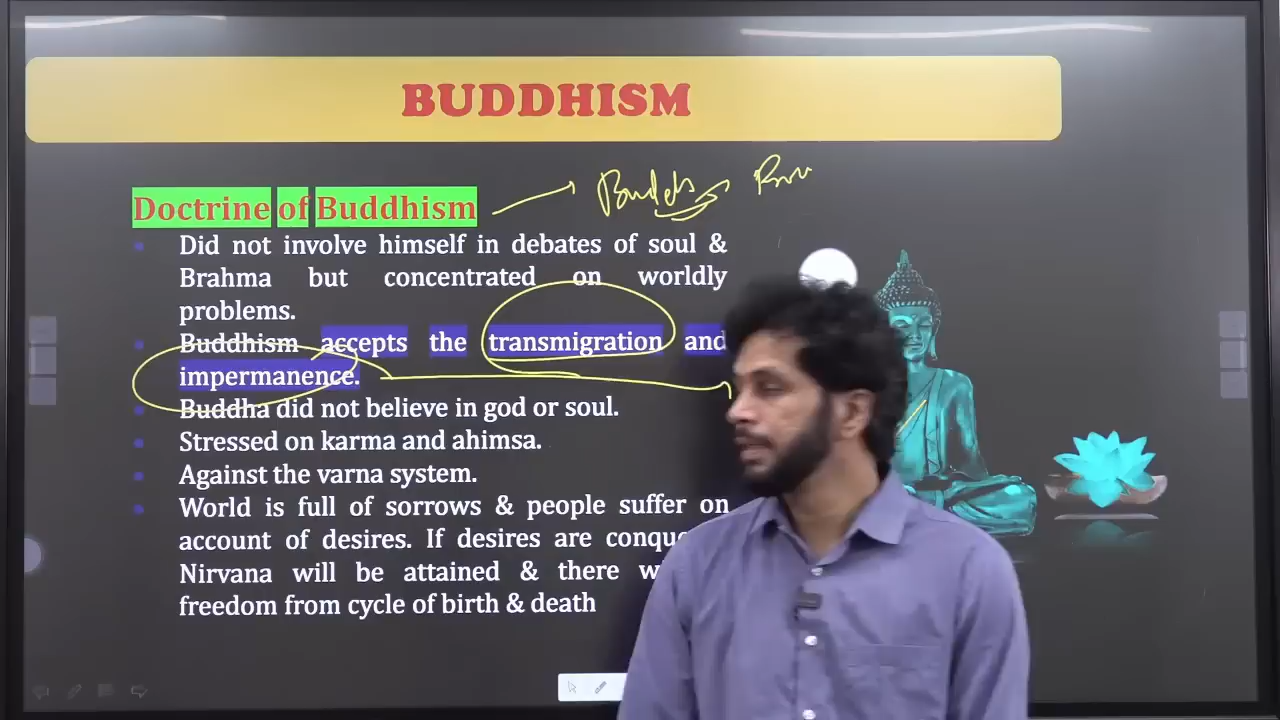 BUDDHISM
Doctrine of Buddhism
Did not involve himself in debates of soul &
Brahma but concentrated on worldly
problems.
Buddhism accepts the transmigration and
impermanence.
Buddha did not believe in god or soul.
Stressed on karma and ahimsa.
Against the varna system.
World is full of sorrows & people suffer on
account of desires. If desires are
Nirvana will be attained & there
freedom from cycle of birth & death